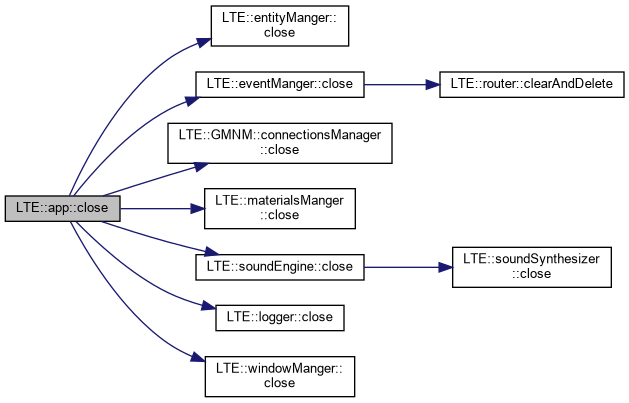 LTE::entityManger::
close
LTE::eventManger::close
LTE::router::clearAndDelete
LTE::GMNM::connectionsManager
::close
LTE::app::close
LTE::materialsManger
::close
LTE::soundEngine::close
LTE::soundSynthesizer
::close
LTE::logger::close
LTE::windowManger::
close